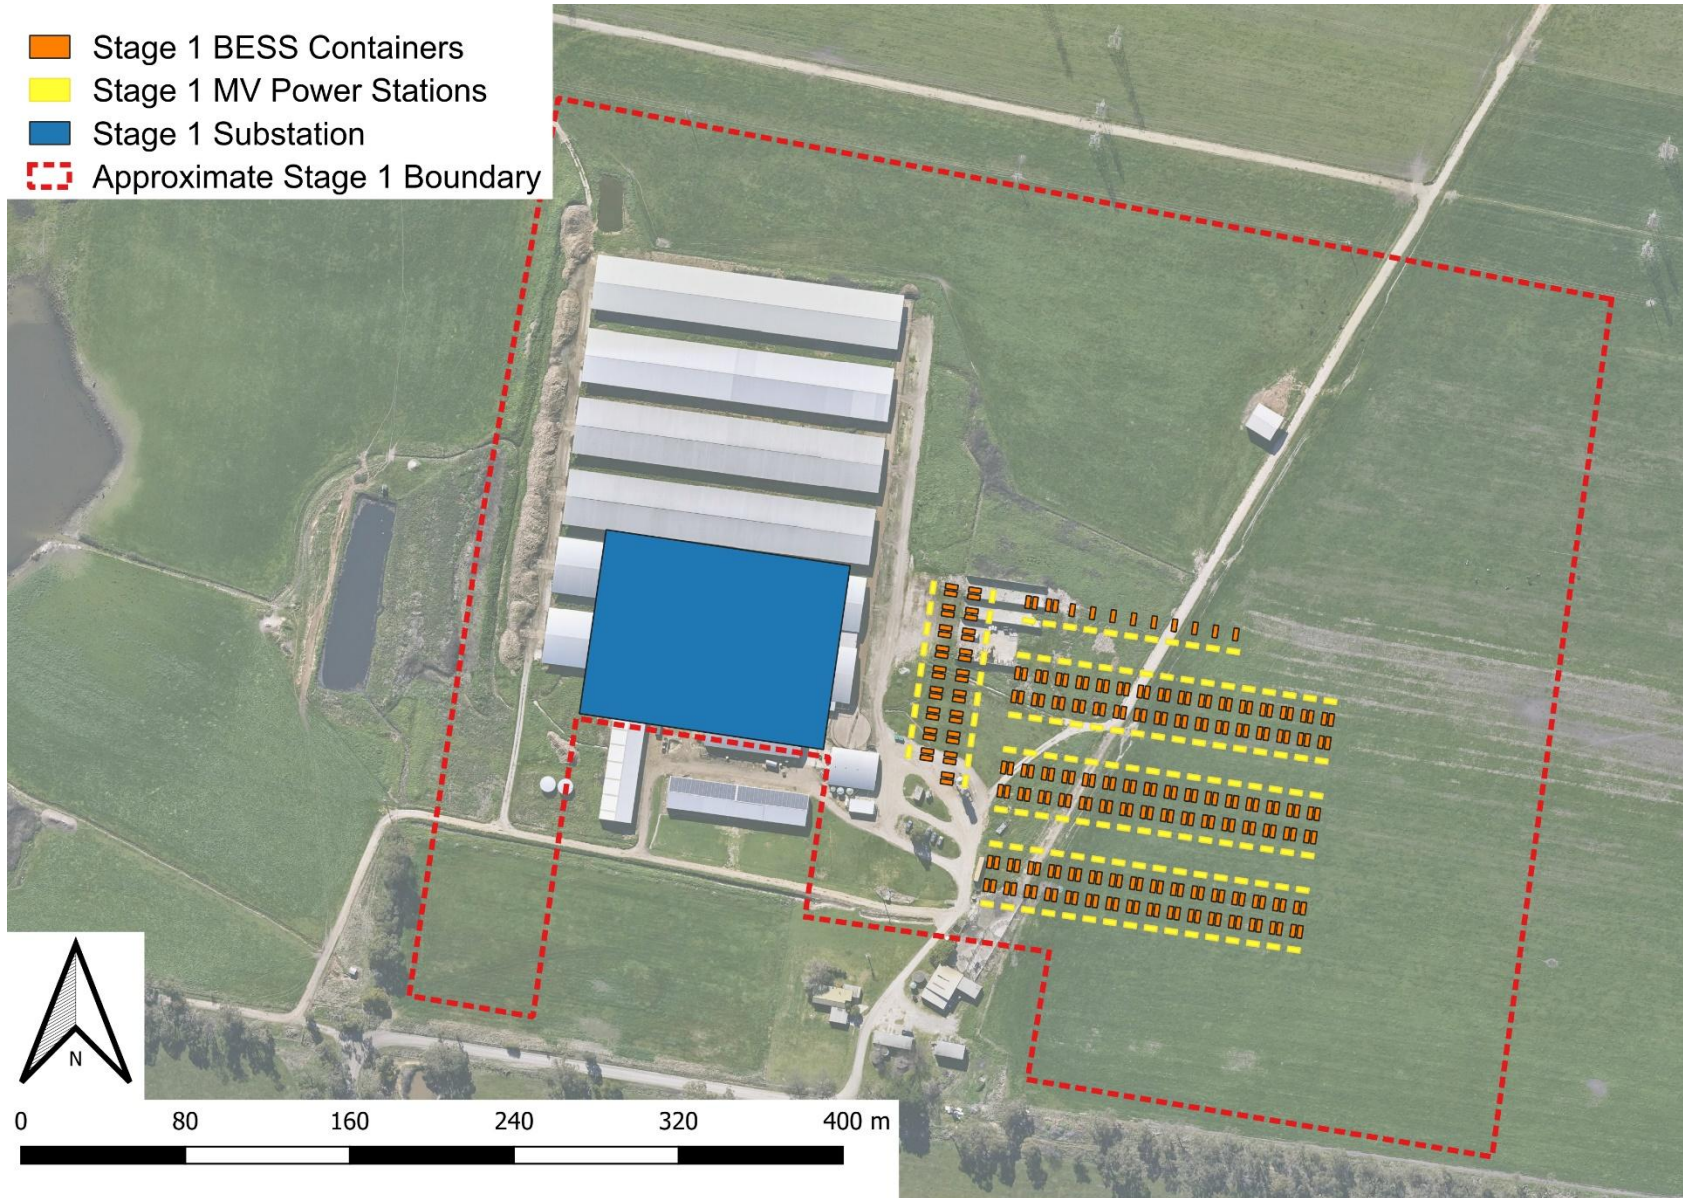 Stage 1 BESS Containers
Stage 1 MV Power Stations
Stage 1 Substation
Approximate Stage 1 Boundary
N
0 80 160 240 320 400 m